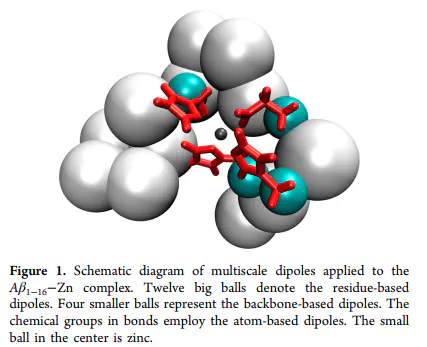 Figure 1. Schematic diagram of multiscale dipoles applied to the
Aβ1−16−Zn complex. Twelve big balls denote the residue-based
dipoles. Four smaller balls represent the backbone-based dipoles. The
chemical groups in bonds employ the atom-based dipoles. The small
ball in the center is zinc.